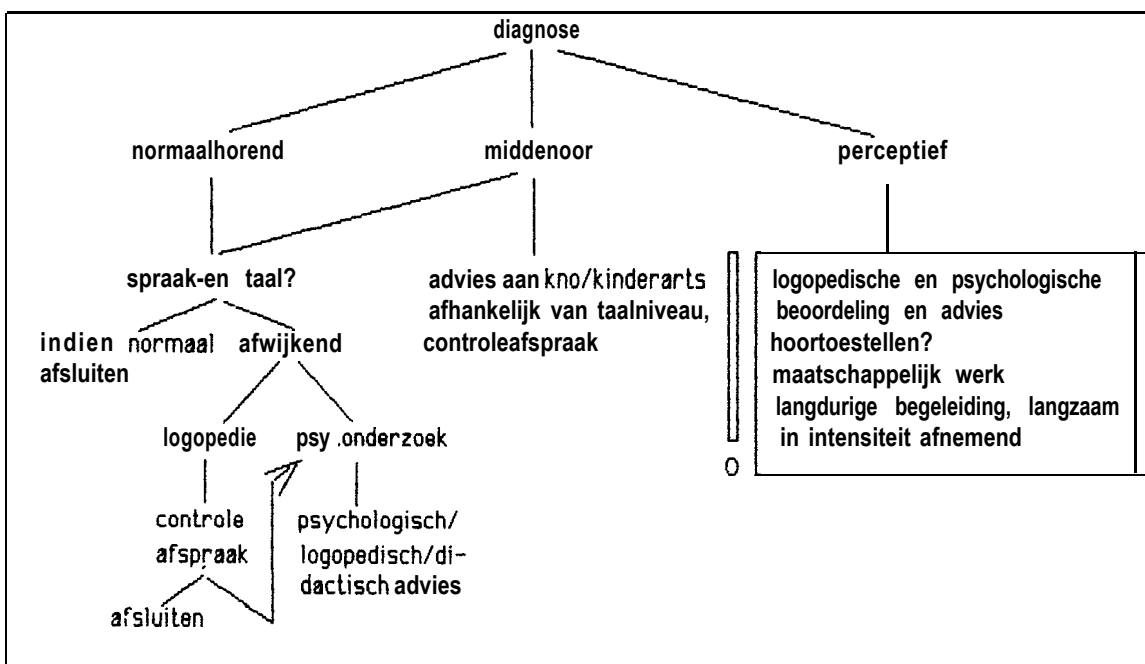 diagnose
normaalhorend
middenoor
perceptief
spraak-en taal?
indien normaal afwijkend
afsluiten
advies aan kno/kinderarts
afhankelijk van taalniveau,
controleafspraak
logopedische en psychologische
beoordeling en advies
hoortoestellen?
maatschappelijk werk
langdurige begeleiding, langzaam
in intensiteit afnemend
logopedie
psy.onderzoek
controle
afspraak
psychologisch/
logopedisch/di-
dactisch advies
afsluiten